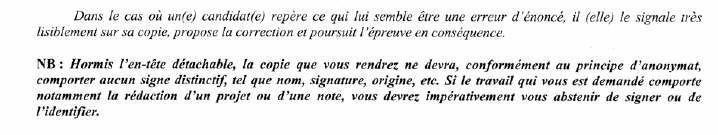 Dans le cas où un(e) candidat(e) repère ce qui lui semble être une erreur d'énoncé, il (elle) le signale très
lisiblement sur sa copie, propose la correction et poursuit l'épreuve en conséquence.
NB : Hormis l'en-tête détachable, la copie que vous rendrez ne devra, conformément au principe d'anonymat,
comporter aucun signe distinctif, tel que nom, signature, origine, etc. Si le travail qui vous est demandé comporte
notamment la rédaction d'un projet ou d'une note, vous devrez impérativement vous abstenir de signer ou de
l'identifier.